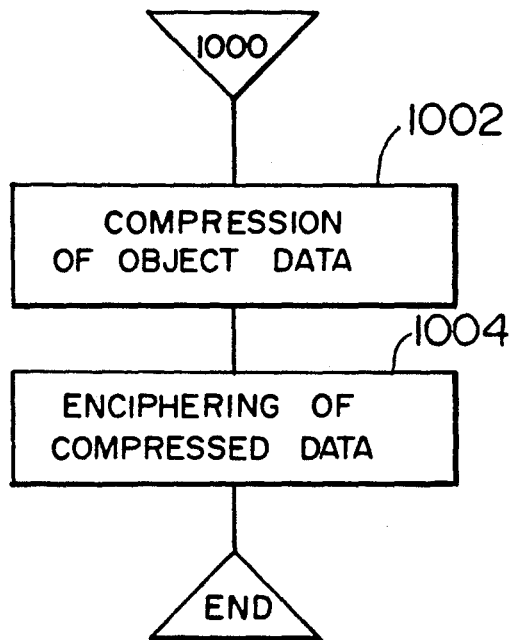 1000
1002
COMPRESSION
OF OBJECT DATA
1004
ENCIPHERING OF
COMPRESSED DATA
END